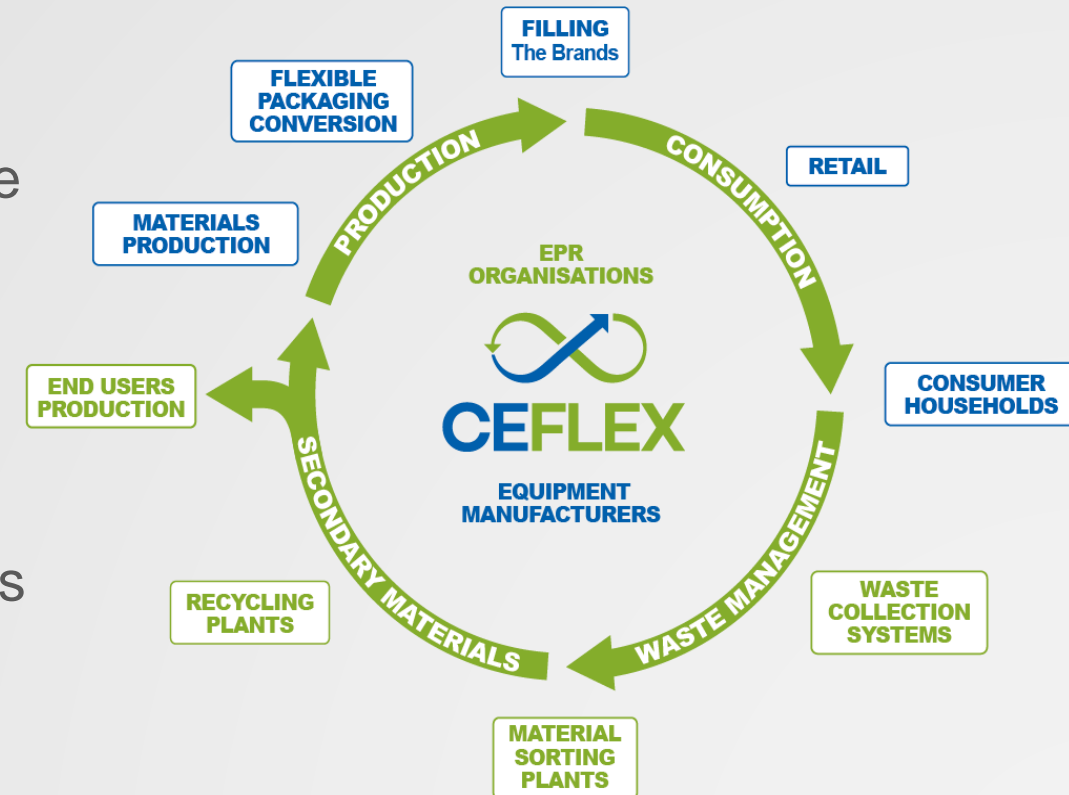 FILLING
The Brands
FLEXIBLE
PACKAGING
CONVERSION
PRODUCTION
CONSUMPTION
RETAIL
e
MATERIALS
PRODUCTION
EPR
ORGANISATIONS
END USERS
PRODUCTION
CEFLEX
CONSUMER
HOUSEHOLDS
EQUIPMENT
MANUFACTURERS
SECONDARY MATERIALS
WASTE MANAGEMENT
s
RECYCLING
PLANTS
WASTE
COLLECTION
SYSTEMS
MATERIAL
SORTING
PLANTS